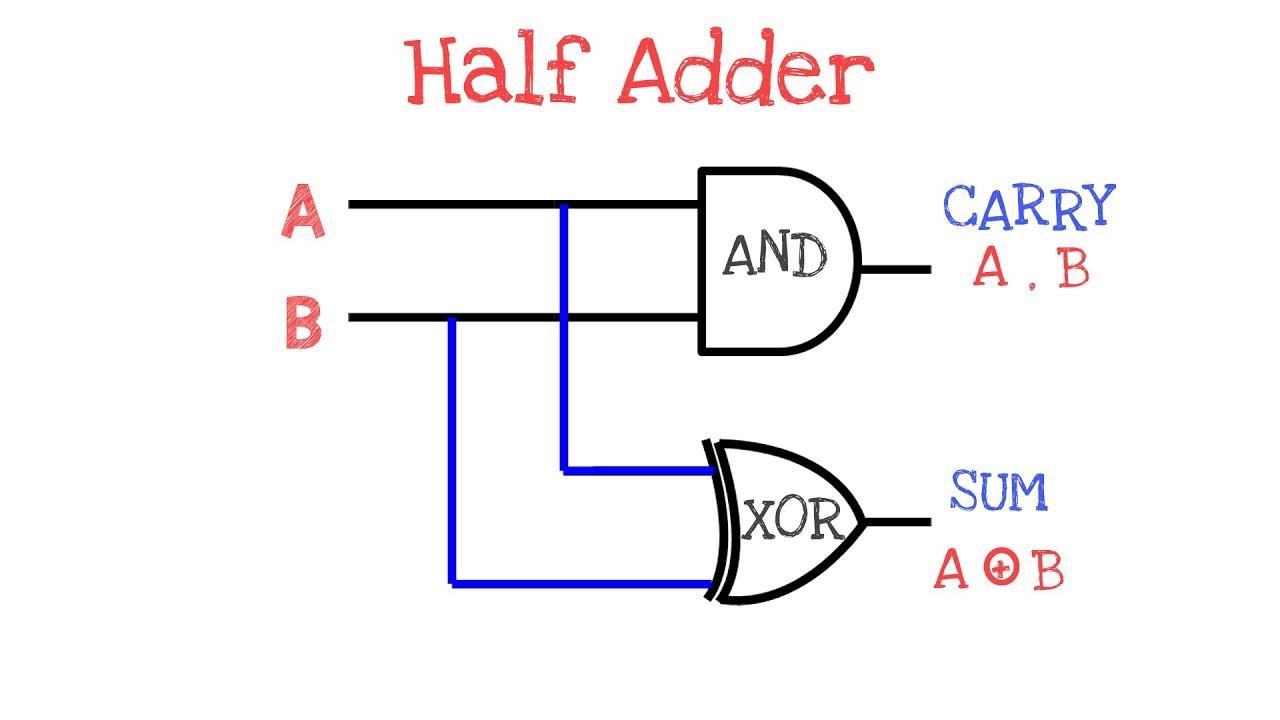 Half Adder
A
B
AND
CARRY
A . B
XOR
SUM
A ⊕ B